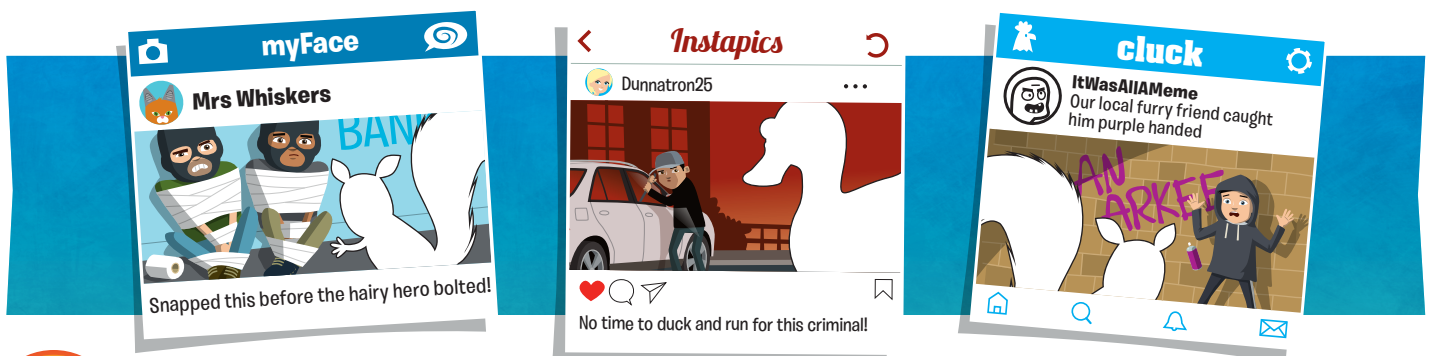 myFace
Mrs Whiskers
BAN
Snapped this before the hairy hero bolted!
Instapics
Dunnatron25
No time to duck and run for this criminal!
cluck
ItWasAllAMeme
Our local furry friend caught
him purple handed
AN
ARKEE